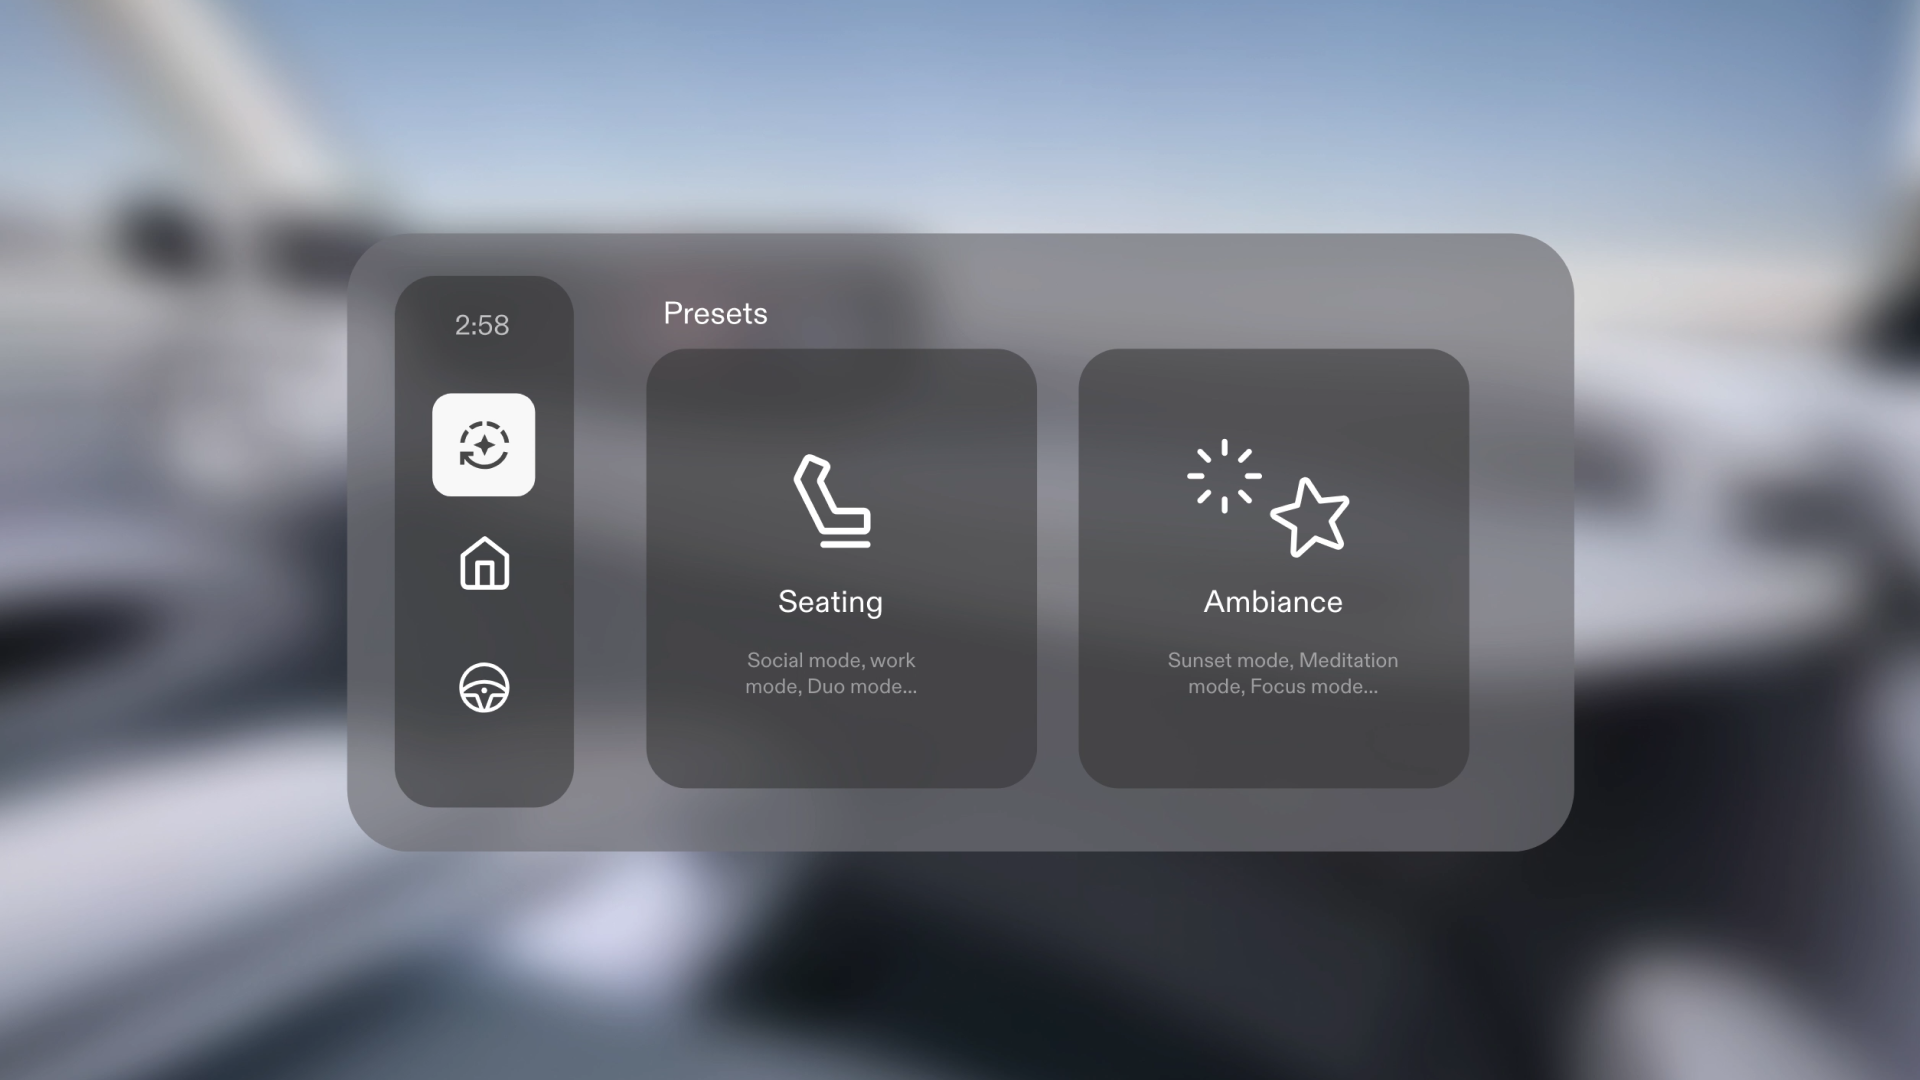 2:58
Presets
Seating
Social mode, work
mode, Duo mode...
Ambiance
Sunset mode, Meditation
mode, Focus mode...